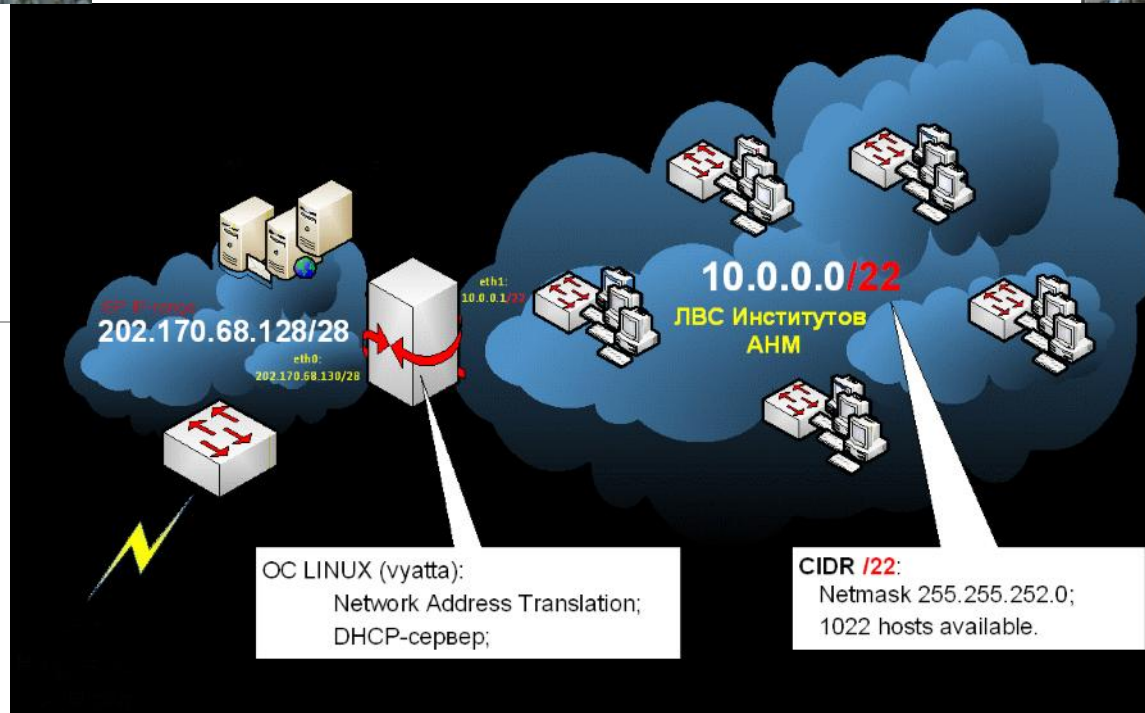 202.170.68.128/28
eth0:
202.170.68.130/28
eth1:
10.0.0.1/22
10.0.0.0/22
ЛВС Институтов
АНМ
ОС LINUX (vyatta):
Network Address Translation;
DHCP-сервер;
CIDR /22:
Netmask 255.255.252.0;
1022 hosts available.